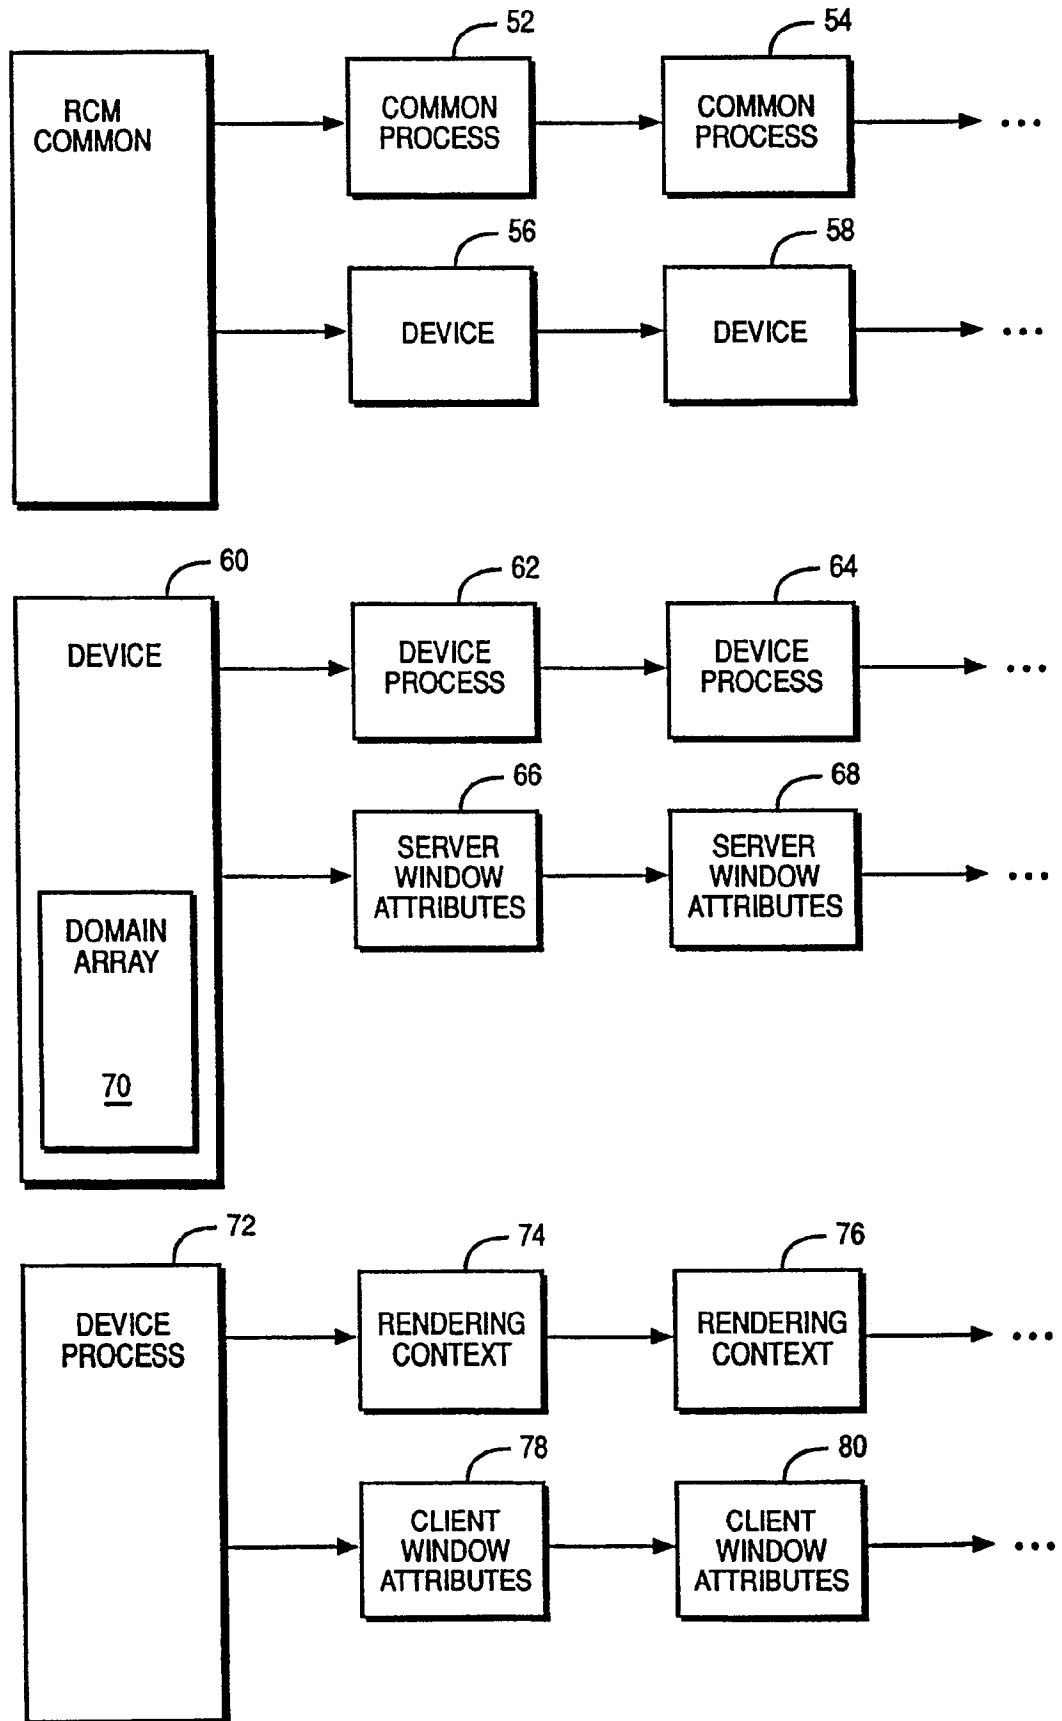 52
54
RCM
COMMON
COMMON
PROCESS
COMMON
PROCESS
...
56
58
DEVICE
DEVICE
...
60
62
64
DEVICE
DEVICE
PROCESS
DEVICE
PROCESS
...
66
68
SERVER
WINDOW
ATTRIBUTES
SERVER
WINDOW
ATTRIBUTES
...
DOMAIN
ARRAY
70
72
74
76
DEVICE
PROCESS
RENDERING
CONTEXT
RENDERING
CONTEXT
...
78
80
CLIENT
WINDOW
ATTRIBUTES
CLIENT
WINDOW
ATTRIBUTES
...